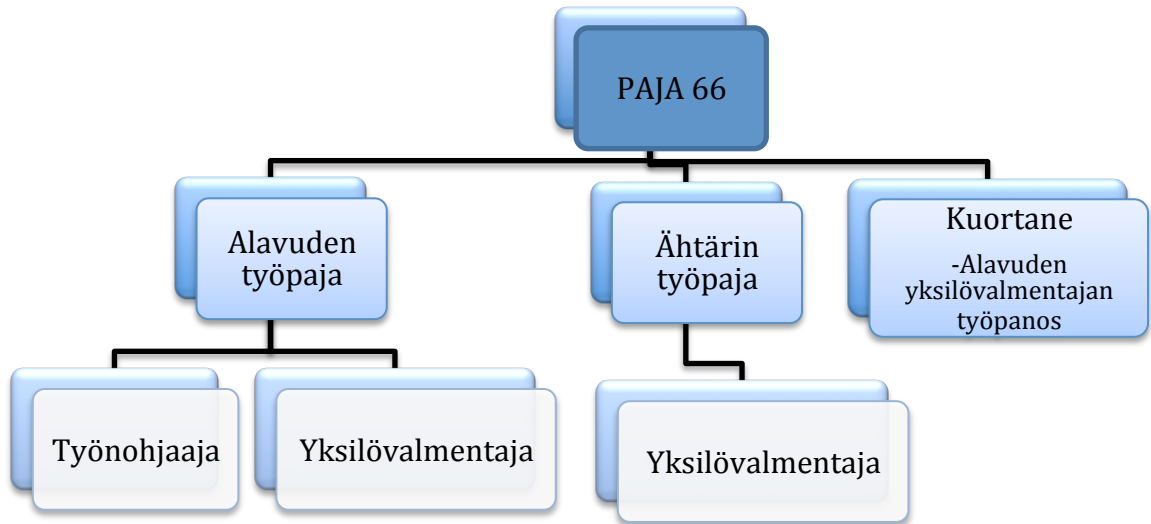 PAJA 66
Alavuden
työpaja
Ähtärin
työpaja
Kuortane
-Alavuden
yksilövalmentajan
työpanos
Työnohjaaja
Yksilövalmentaja
Yksilövalmentaja